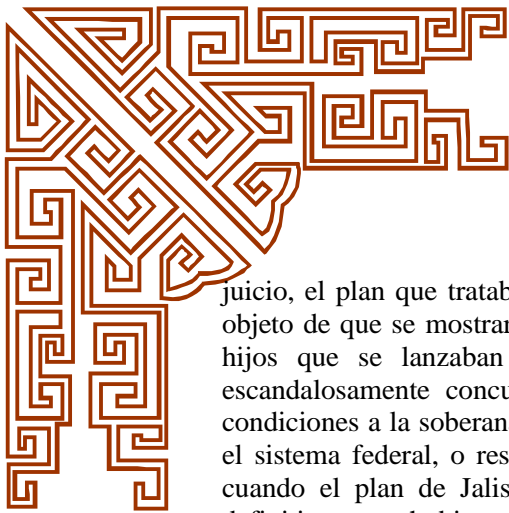 juicio, el plan que tratab
objeto de que se mostrar
hijos que se lanzaban
escandalosamente concu
condiciones a la soberan
el sistema federal, o res
cuando el plan de Jalis